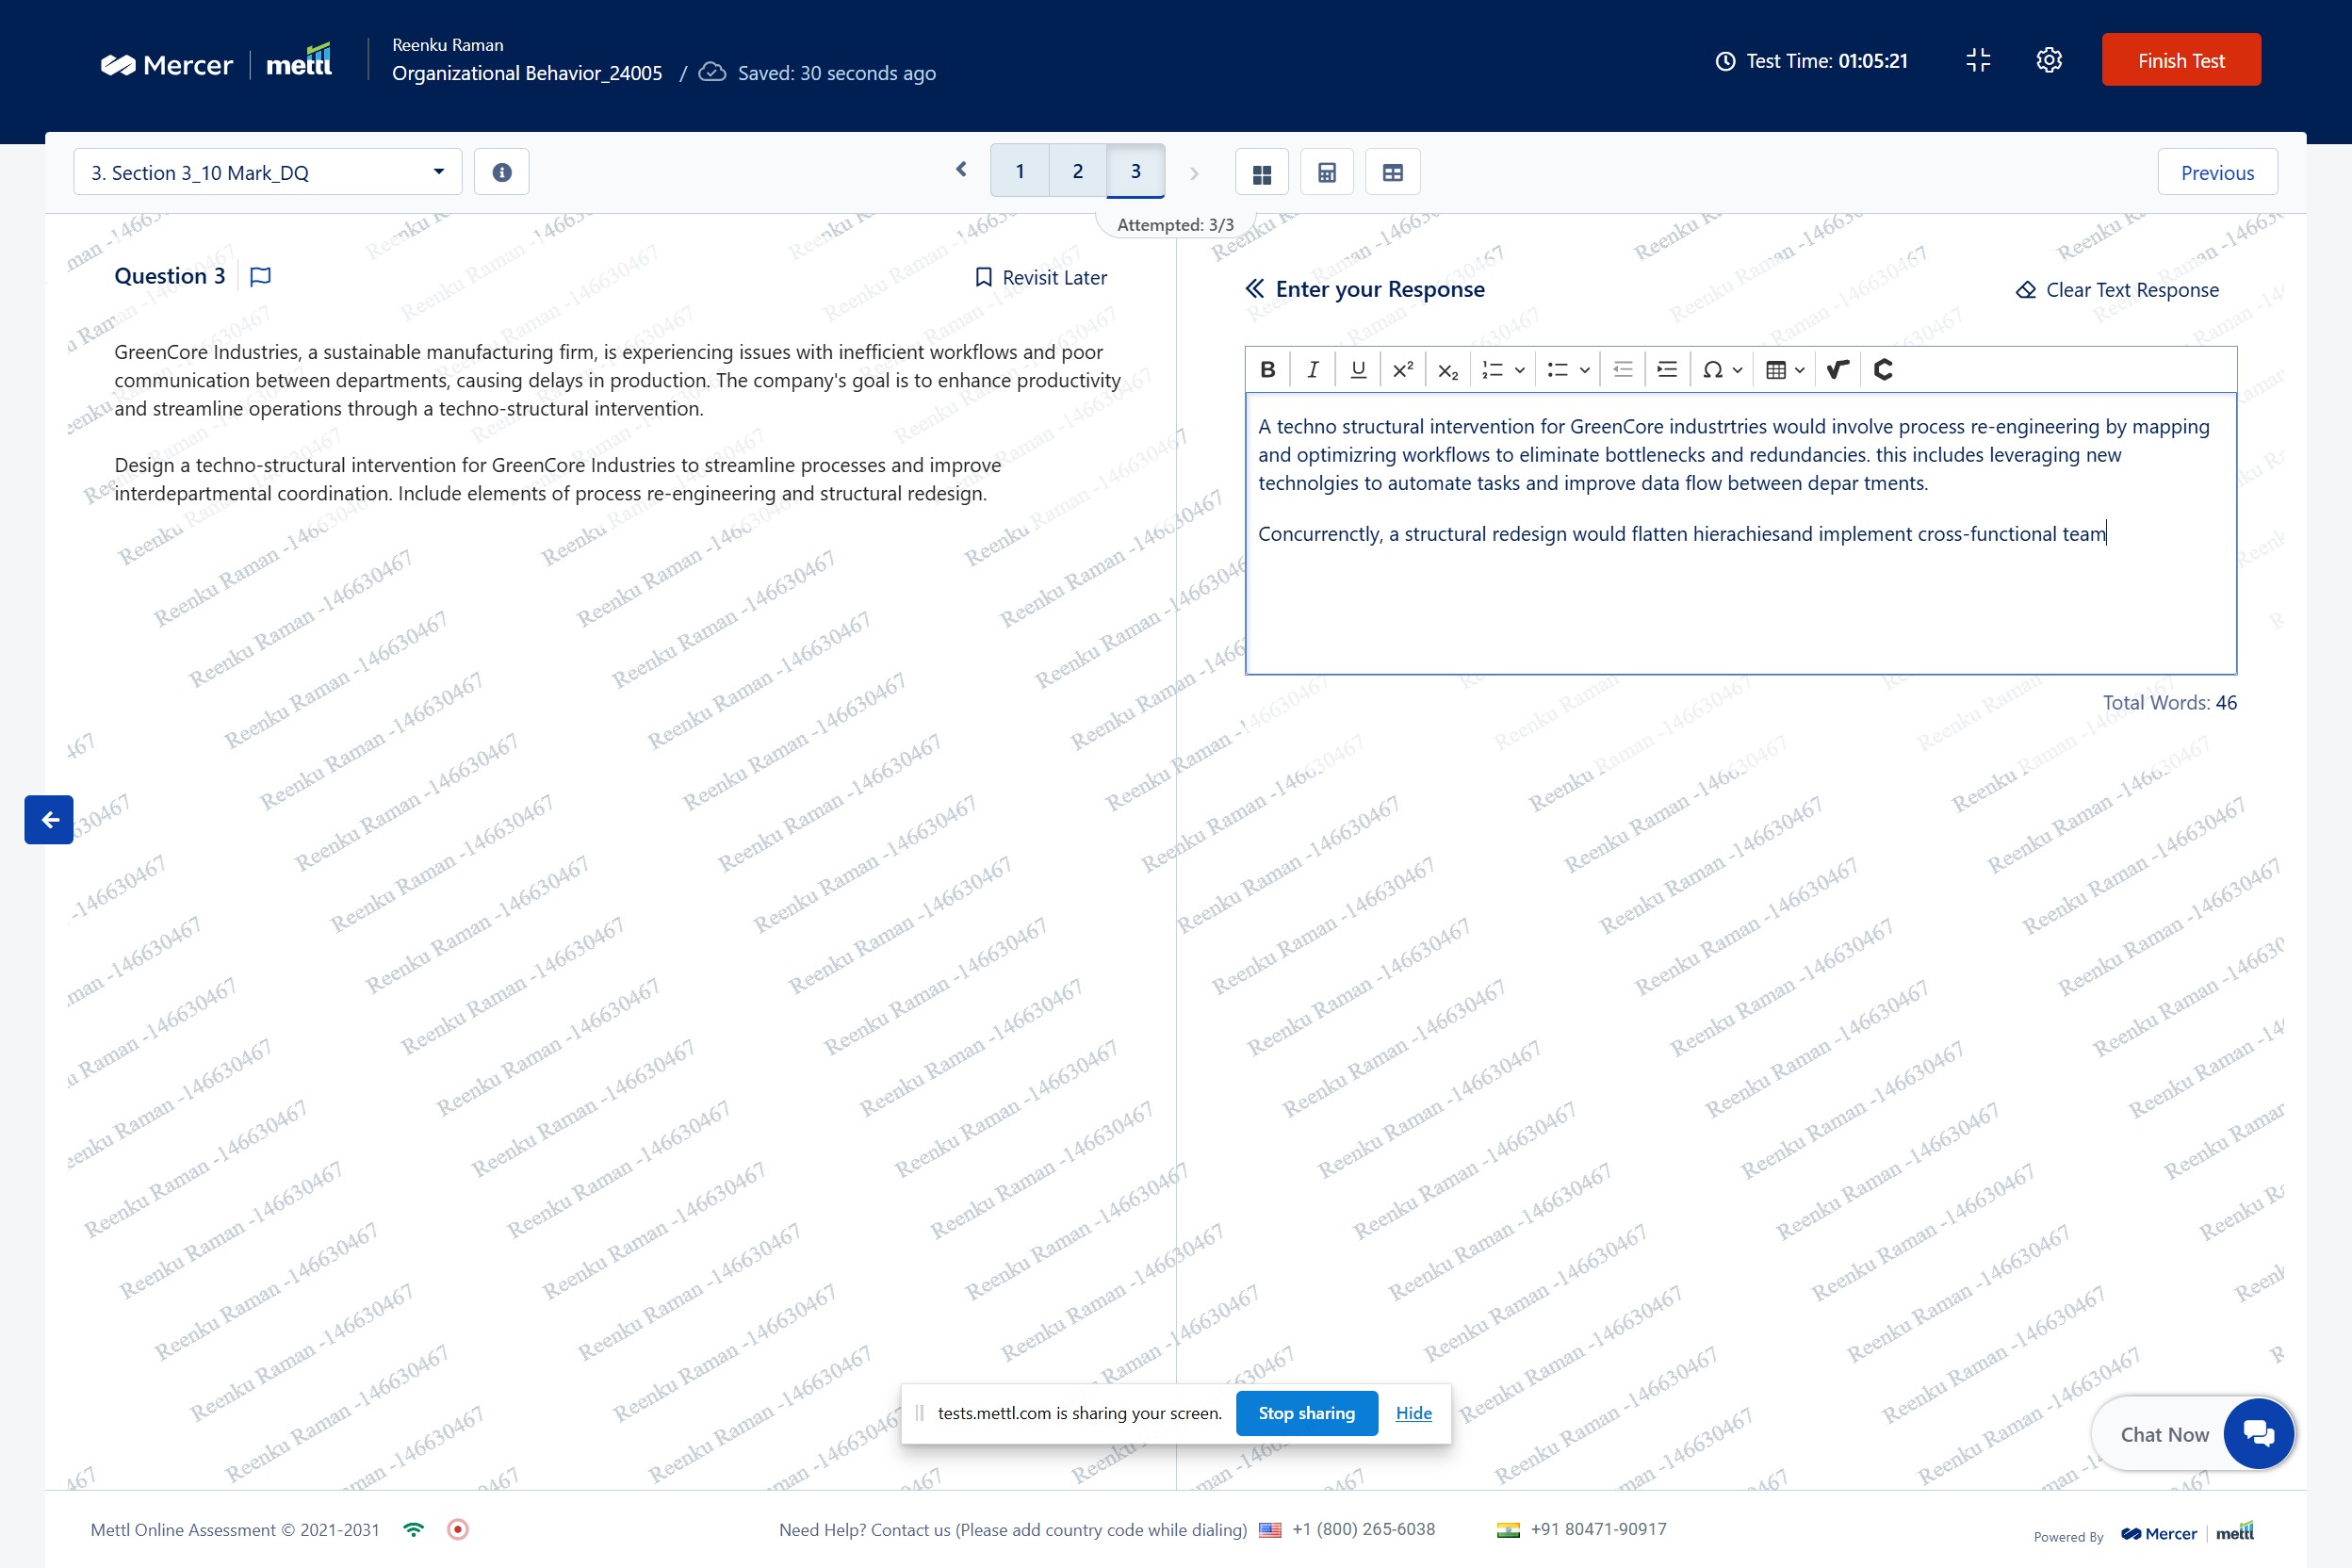 Mercer | mettl
Reenku Raman
Organizational Behavior_24005 / Saved: 30 seconds ago
Test Time: 01:05:21
Finish Test
3. Section 3_10 Mark_DQ
1 2 3
Previous
Attempted: 3/3
Question 3
Revisit Later
GreenCore Industries, a sustainable manufacturing firm, is experiencing issues with inefficient workflows and poor
communication between departments, causing delays in production. The company's goal is to enhance productivity
and streamline operations through a techno-structural intervention.
Design a techno-structural intervention for GreenCore Industries to streamline processes and improve
interdepartmental coordination. Include elements of process re-engineering and structural redesign.
Enter your Response
Clear Text Response
A techno structural intervention for GreenCore industrtries would involve process re-engineering by mapping
and optimizring workflows to eliminate bottlenecks and redundancies. this includes leveraging new
technolgies to automate tasks and improve data flow between depar tments.
Concurrenctly, a structural redesign would flatten hierachiesand implement cross-functional team
Total Words: 46
Reenku Raman -146630467
tests.mettl.com is sharing your screen.
Stop sharing
Hide
Chat Now
Mettl Online Assessment © 2021-2031
Need Help? Contact us (Please add country code while dialing) +1 (800) 265-6038 +91 80471-90917
Powered By Mercer | mettl